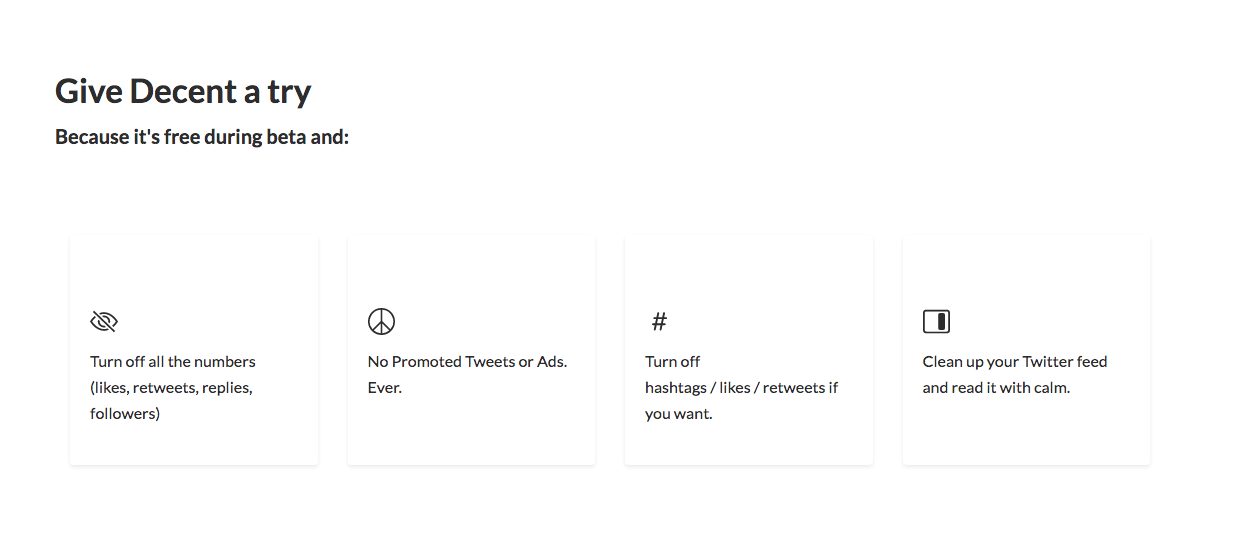 Give Decent a try
Because it's free during beta and:
Turn off all the numbers
(likes, retweets, replies,
followers)
No Promoted Tweets or Ads.
Ever.
#
Turn off
hashtags / likes / retweets if
you want.
Clean up your Twitter feed
and read it with calm.